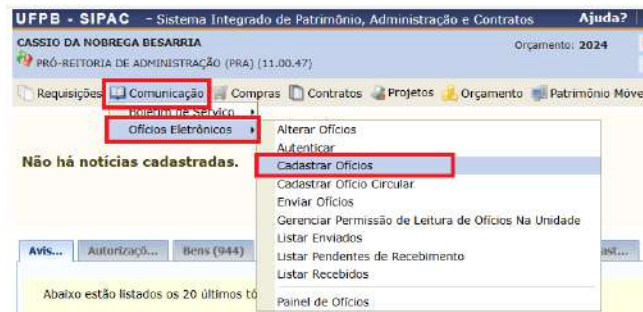 UFPB - SIPAC - Sistema Integrado de Patrimônio, Administração e Contratos Ajuda?
CASSIO DA NOBREGA BESARRIA Orçamento: 2024
PRÓ-REITORIA DE ADMINISTRAÇÃO (PRA) (11.00.47)
Requisições Comunicação Compras Contratos Projetos Orçamento Patrimônio Móve
Boletim de Serviço
Ofícios Eletrônicos Alterar Ofícios
Autenticar
Não há notícias cadastradas. Cadastrar Ofícios
Cadastrar Ofício Circular
Enviar Ofícios
Gerenciar Permissão de Leitura de Ofícios Na Unidade
Listar Enviados
Avis... Autorizaçõ... Bens (944) Listar Pendentes de Recebimento ast...
Listar Recebidos
Abaixo estão listados os 20 últimos tó
Painel de Ofícios